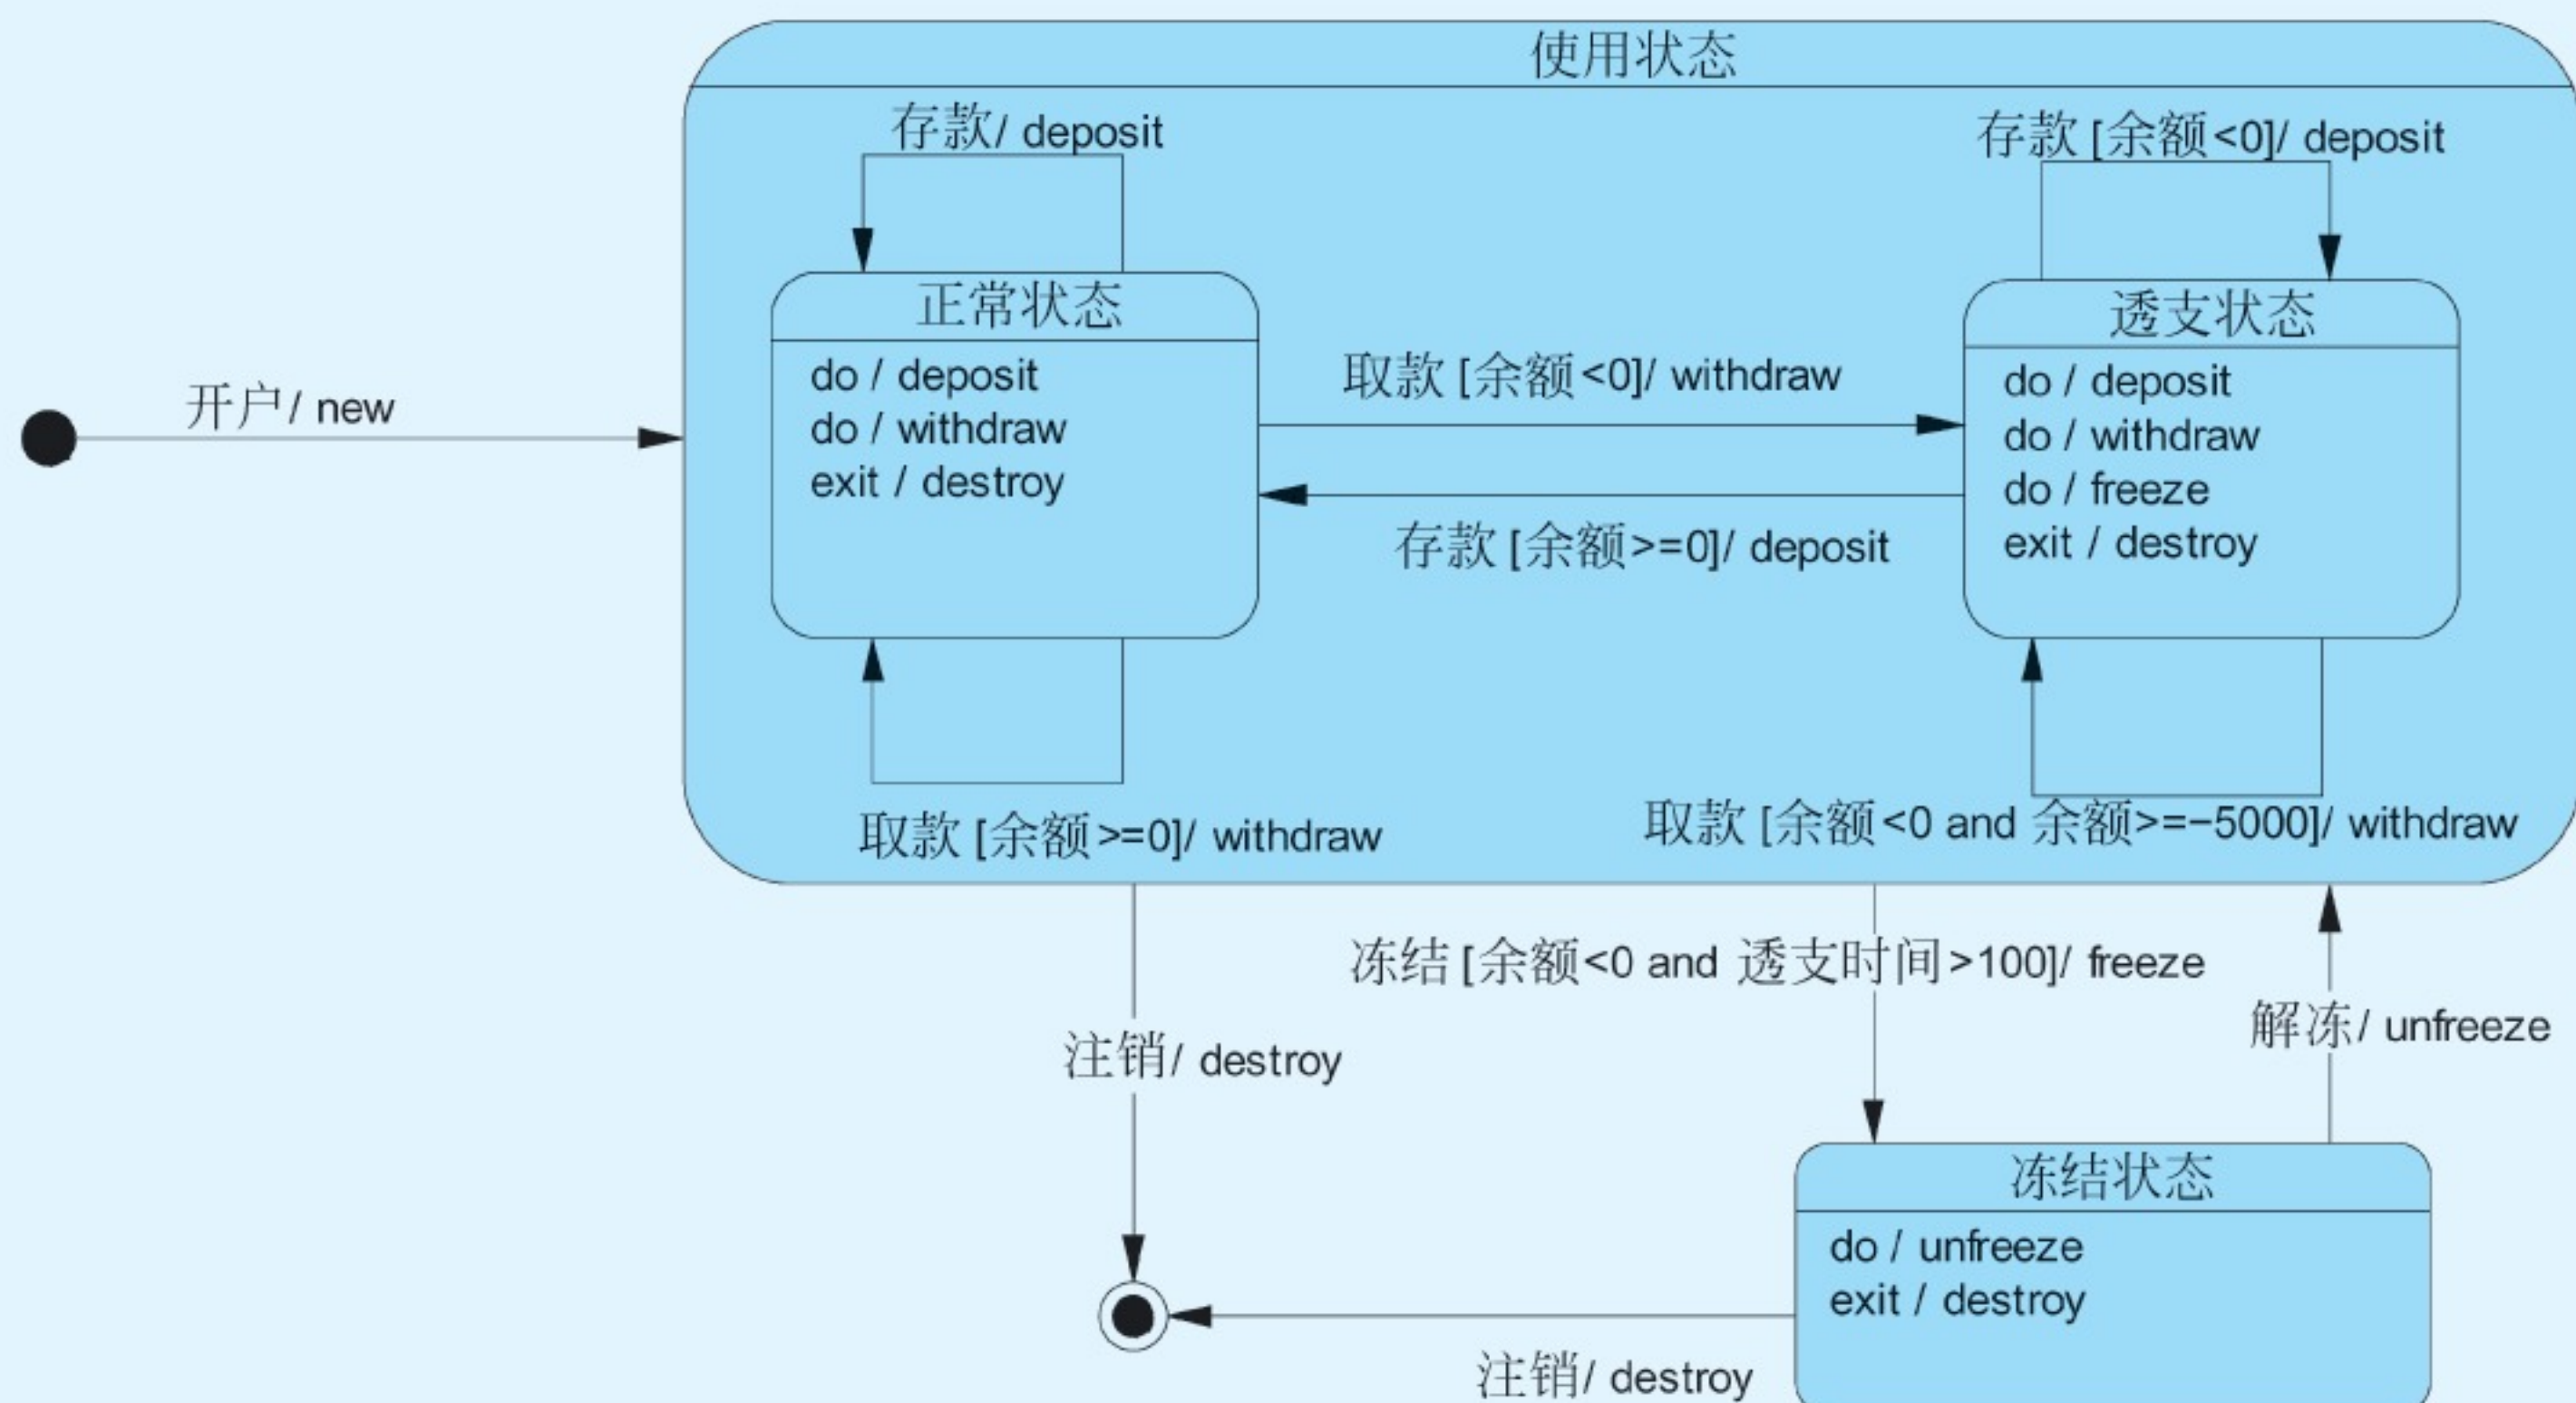 使用状态
存款/ deposit
存款 [余额<0]/ deposit
正常状态
do / deposit
do / withdraw
exit / destroy
透支状态
do / deposit
do / withdraw
do / freeze
exit / destroy
开户/ new
取款 [余额<0]/ withdraw
存款 [余额>=0]/ deposit
取款 [余额>=0]/ withdraw
取款 [余额<0 and 余额>=−5000]/ withdraw
冻结 [余额<0 and 透支时间>100]/ freeze
解冻/ unfreeze
注销/ destroy
冻结状态
do / unfreeze
exit / destroy
注销/ destroy